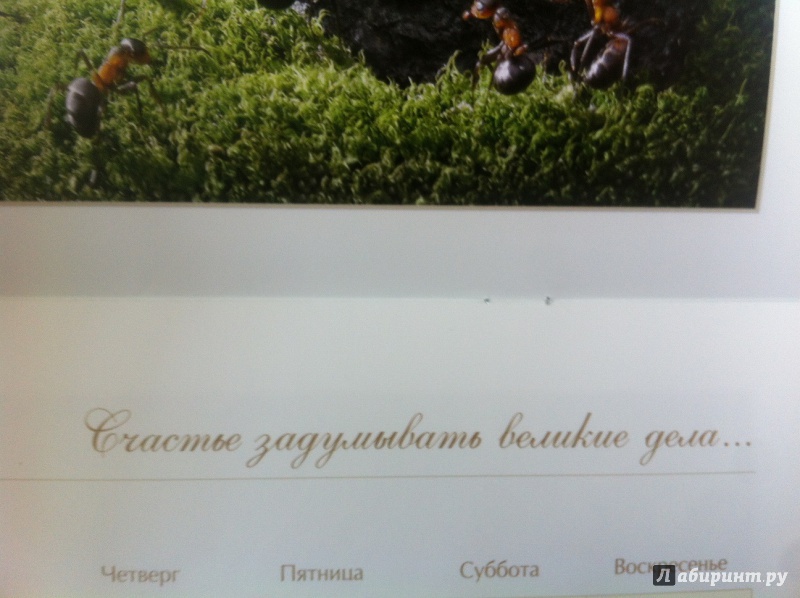 Счастье задумывать великие дела...
Четверг Пятница Суббота Воскресенье
Лабиринт.ру